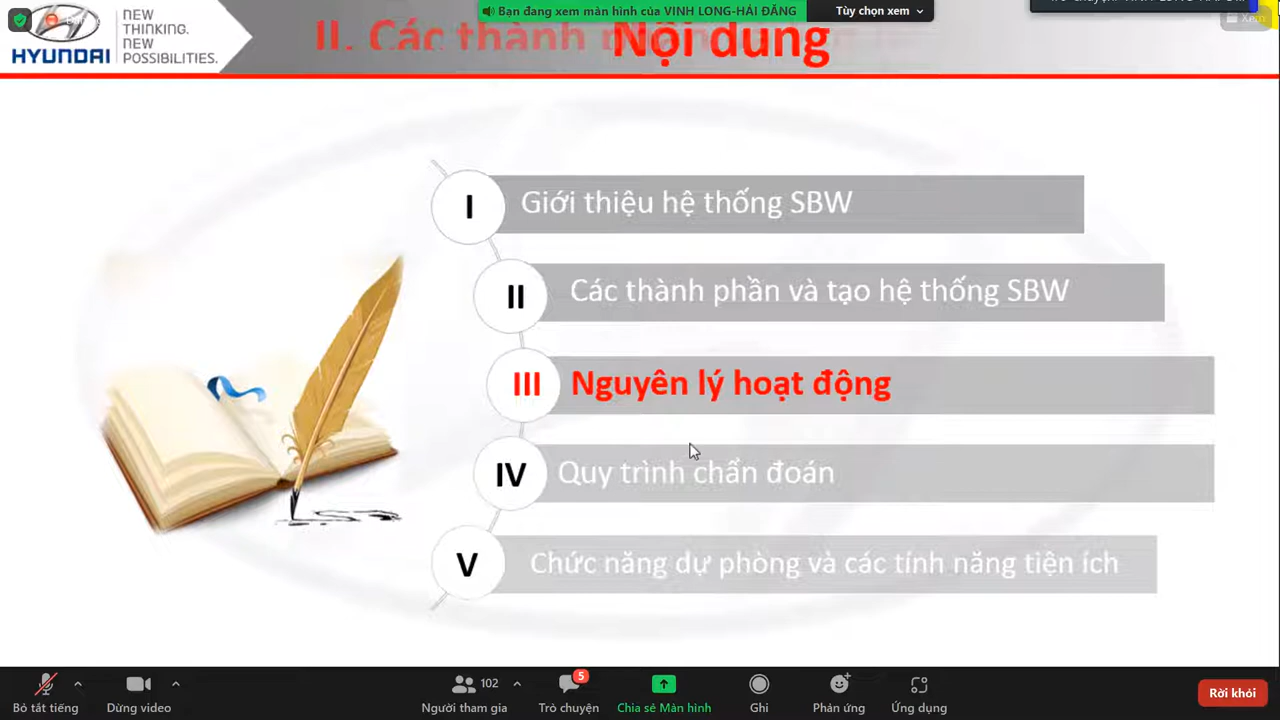 Bạn đang xem màn hình của VINH LONG-HẢI ĐĂNG
Tùy chọn xem
Xem
HYUNDAI
NEW
THINKING.
NEW
POSSIBILITIES.
II. Các thành
Nội dung
I
Giới thiệu hệ thống SBW
II
Các thành phần và tạo hệ thống SBW
III
Nguyên lý hoạt động
IV
Quy trình chẩn đoán
V
Chức năng dự phòng và các tính năng tiện ích
Bỏ tắt tiếng
Dừng video
102
Người tham gia
5
Trò chuyện
Chia sẻ Màn hình
Ghi
Phản ứng
Ứng dụng
Rời khỏi